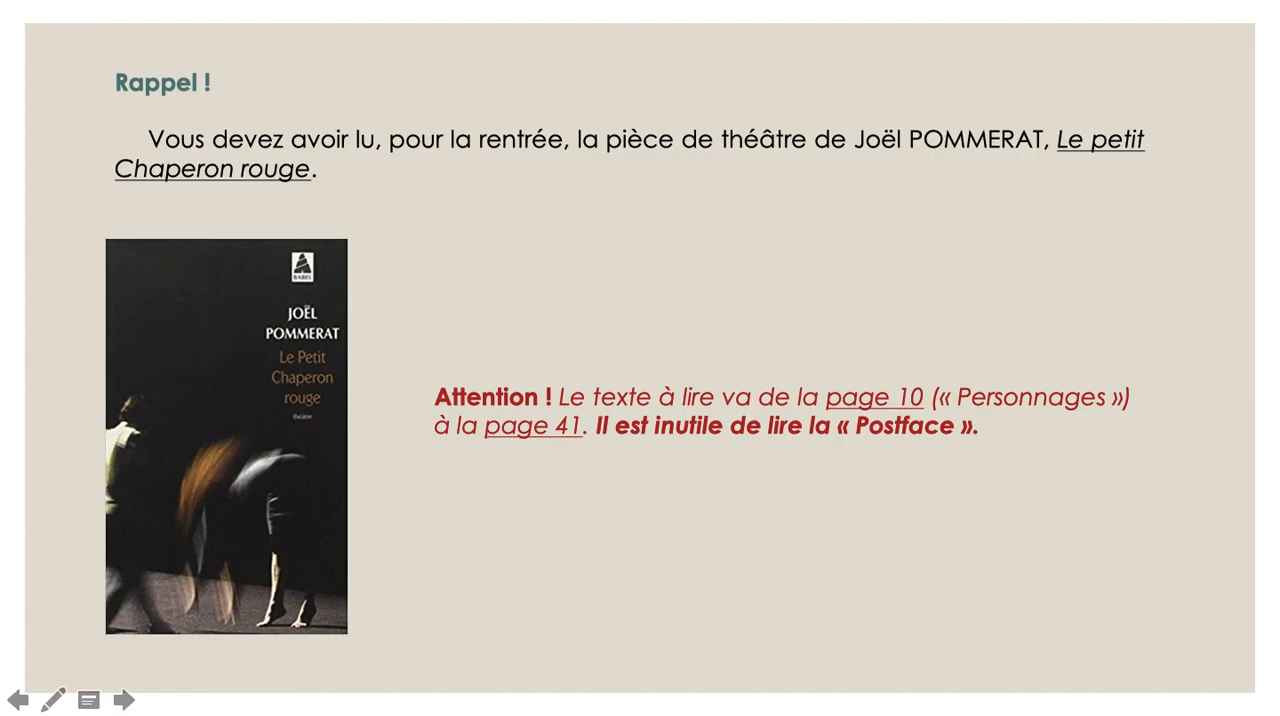 Rappel !
Vous devez avoir lu, pour la rentrée, la pièce de théâtre de Joël POMMERAT, Le petit
Chaperon rouge.
BABEL
JOËL
POMMERAT
Le Petit
Chaperon
rouge
théâtre
Attention ! Le texte à lire va de la page 10 (« Personnages »)
à la page 41. Il est inutile de lire la « Postface ».